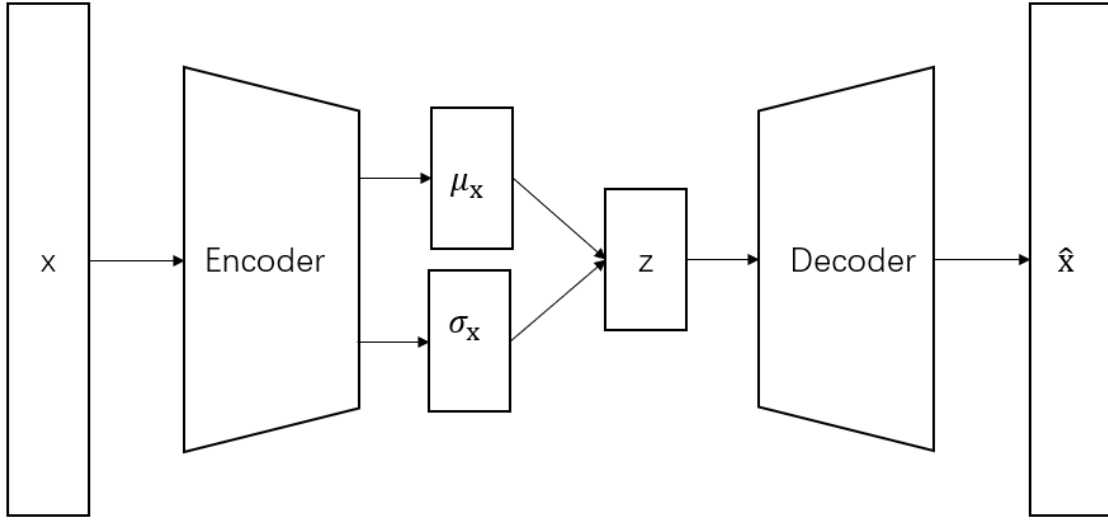 x
Encoder
μx
σx
z
Decoder
x̂